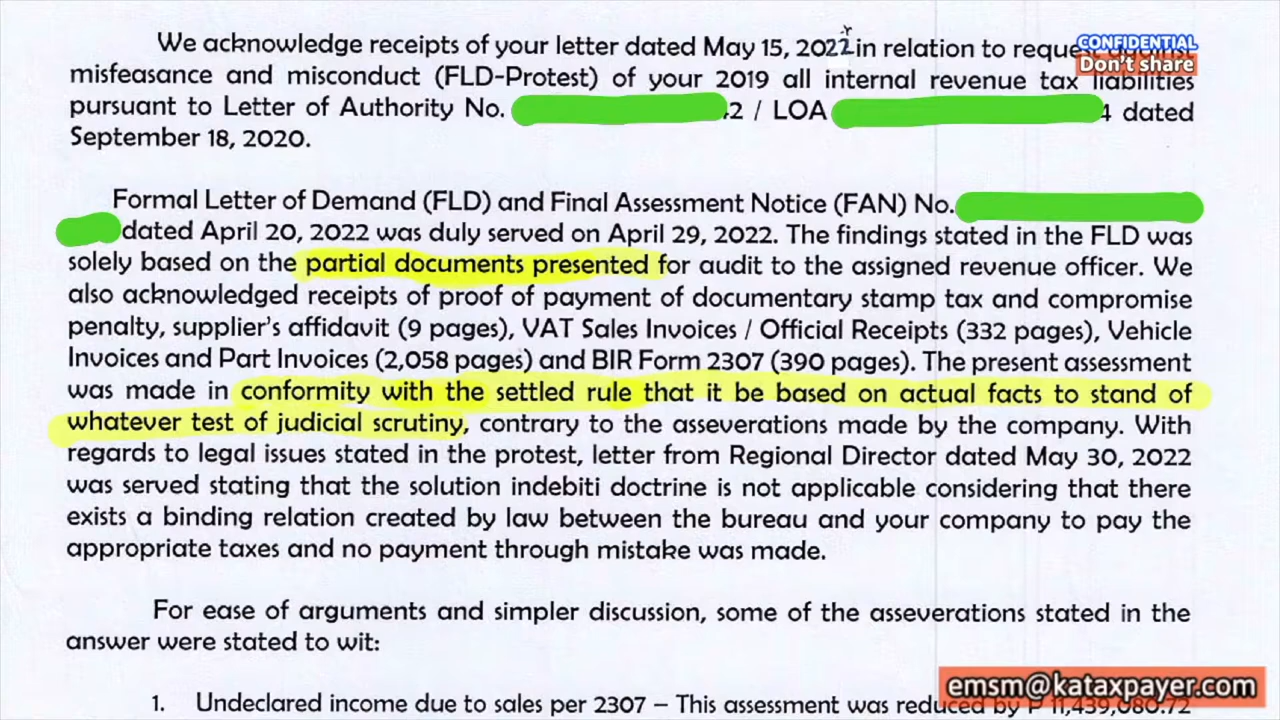 We acknowledge receipts of your letter dated May 15, 2022 in relation to request against
CONFIDENTIAL
Don't share
misfeasance and misconduct (FLD-Protest) of your 2019 all internal revenue tax liabilities
pursuant to Letter of Authority No. 2 / LOA 4 dated
September 18, 2020.
Formal Letter of Demand (FLD) and Final Assessment Notice (FAN) No.
dated April 20, 2022 was duly served on April 29, 2022. The findings stated in the FLD was
solely based on the partial documents presented for audit to the assigned revenue officer. We
also acknowledged receipts of proof of payment of documentary stamp tax and compromise
penalty, supplier's affidavit (9 pages), VAT Sales Invoices / Official Receipts (332 pages), Vehicle
Invoices and Part Invoices (2,058 pages) and BIR Form 2307 (390 pages). The present assessment
was made in conformity with the settled rule that it be based on actual facts to stand of
whatever test of judicial scrutiny, contrary to the asseverations made by the company. With
regards to legal issues stated in the protest, letter from Regional Director dated May 30, 2022
was served stating that the solution indebiti doctrine is not applicable considering that there
exists a binding relation created by law between the bureau and your company to pay the
appropriate taxes and no payment through mistake was made.
For ease of arguments and simpler discussion, some of the asseverations stated in the
answer were stated to wit:
1. Undeclared income due to sales per 2307 – This assessment was reduced by P 11,439,080.72
emsm@kataxpayer.com